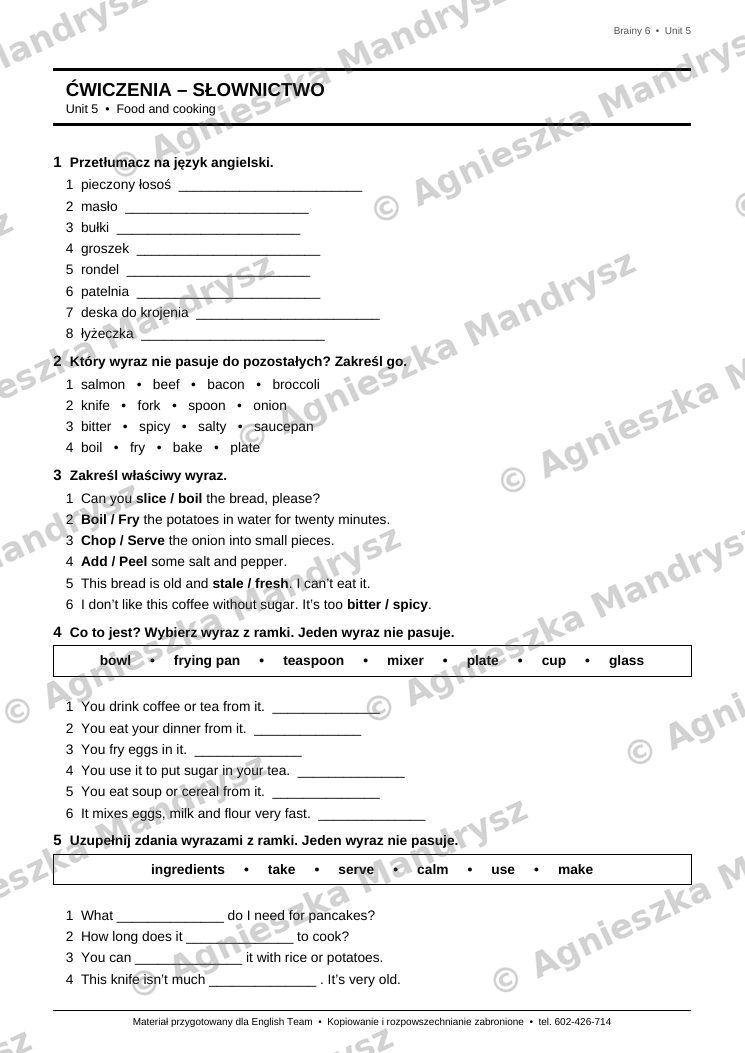 Brainy 6 • Unit 5
ĆWICZENIA – SŁOWNICTWO
Unit 5 • Food and cooking
1 Przetłumacz na język angielski.
1 pieczony łosoś ________________________
2 masło ________________________
3 bułki ________________________
4 groszek ________________________
5 rondel ________________________
6 patelnia ________________________
7 deska do krojenia ________________________
8 łyżeczka ________________________
2 Który wyraz nie pasuje do pozostałych? Zakreśl go.
1 salmon • beef • bacon • broccoli
2 knife • fork • spoon • onion
3 bitter • spicy • salty • saucepan
4 boil • fry • bake • plate
3 Zakreśl właściwy wyraz.
1 Can you slice / boil the bread, please?
2 Boil / Fry the potatoes in water for twenty minutes.
3 Chop / Serve the onion into small pieces.
4 Add / Peel some salt and pepper.
5 This bread is old and stale / fresh. I can’t eat it.
6 I don’t like this coffee without sugar. It’s too bitter / spicy.
4 Co to jest? Wybierz wyraz z ramki. Jeden wyraz nie pasuje.
bowl • frying pan • teaspoon • mixer • plate • cup • glass
1 You drink coffee or tea from it. ______________
2 You eat your dinner from it. ______________
3 You fry eggs in it. ______________
4 You use it to put sugar in your tea. ______________
5 You eat soup or cereal from it. ______________
6 It mixes eggs, milk and flour very fast. ______________
5 Uzupełnij zdania wyrazami z ramki. Jeden wyraz nie pasuje.
ingredients • take • serve • calm • use • make
1 What ______________ do I need for pancakes?
2 How long does it ______________ to cook?
3 You can ______________ it with rice or potatoes.
4 This knife isn’t much ______________ . It’s very old.
Materiał przygotowany dla English Team • Kopiowanie i rozpowszechnianie zabronione • tel. 602-426-714
© Agnieszka Mandrysz